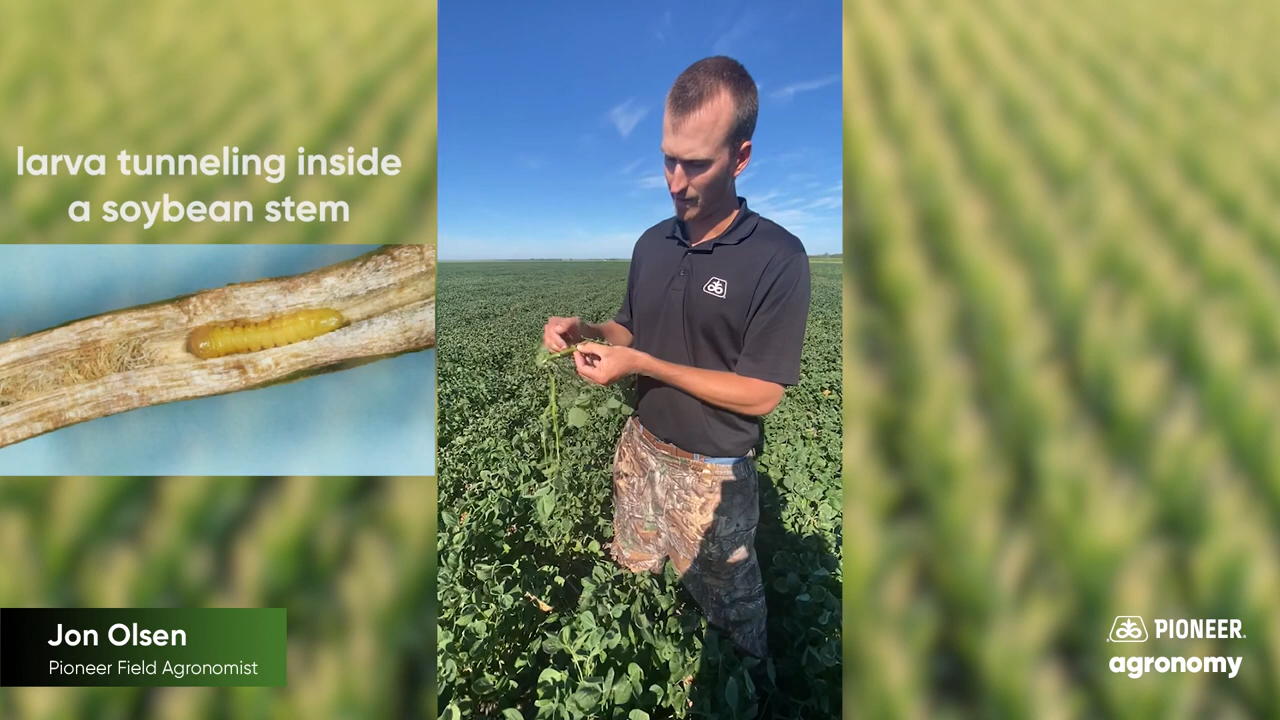 larva tunneling inside
a soybean stem
Jon Olsen
Pioneer Field Agronomist
PIONEER
agronomy